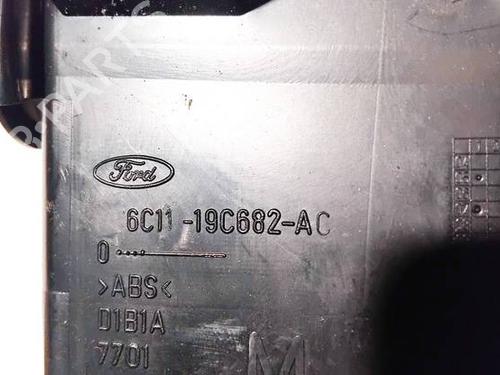 Ford
6C11-19C682-AC
0
>ABS<
D1B1A
7701
M